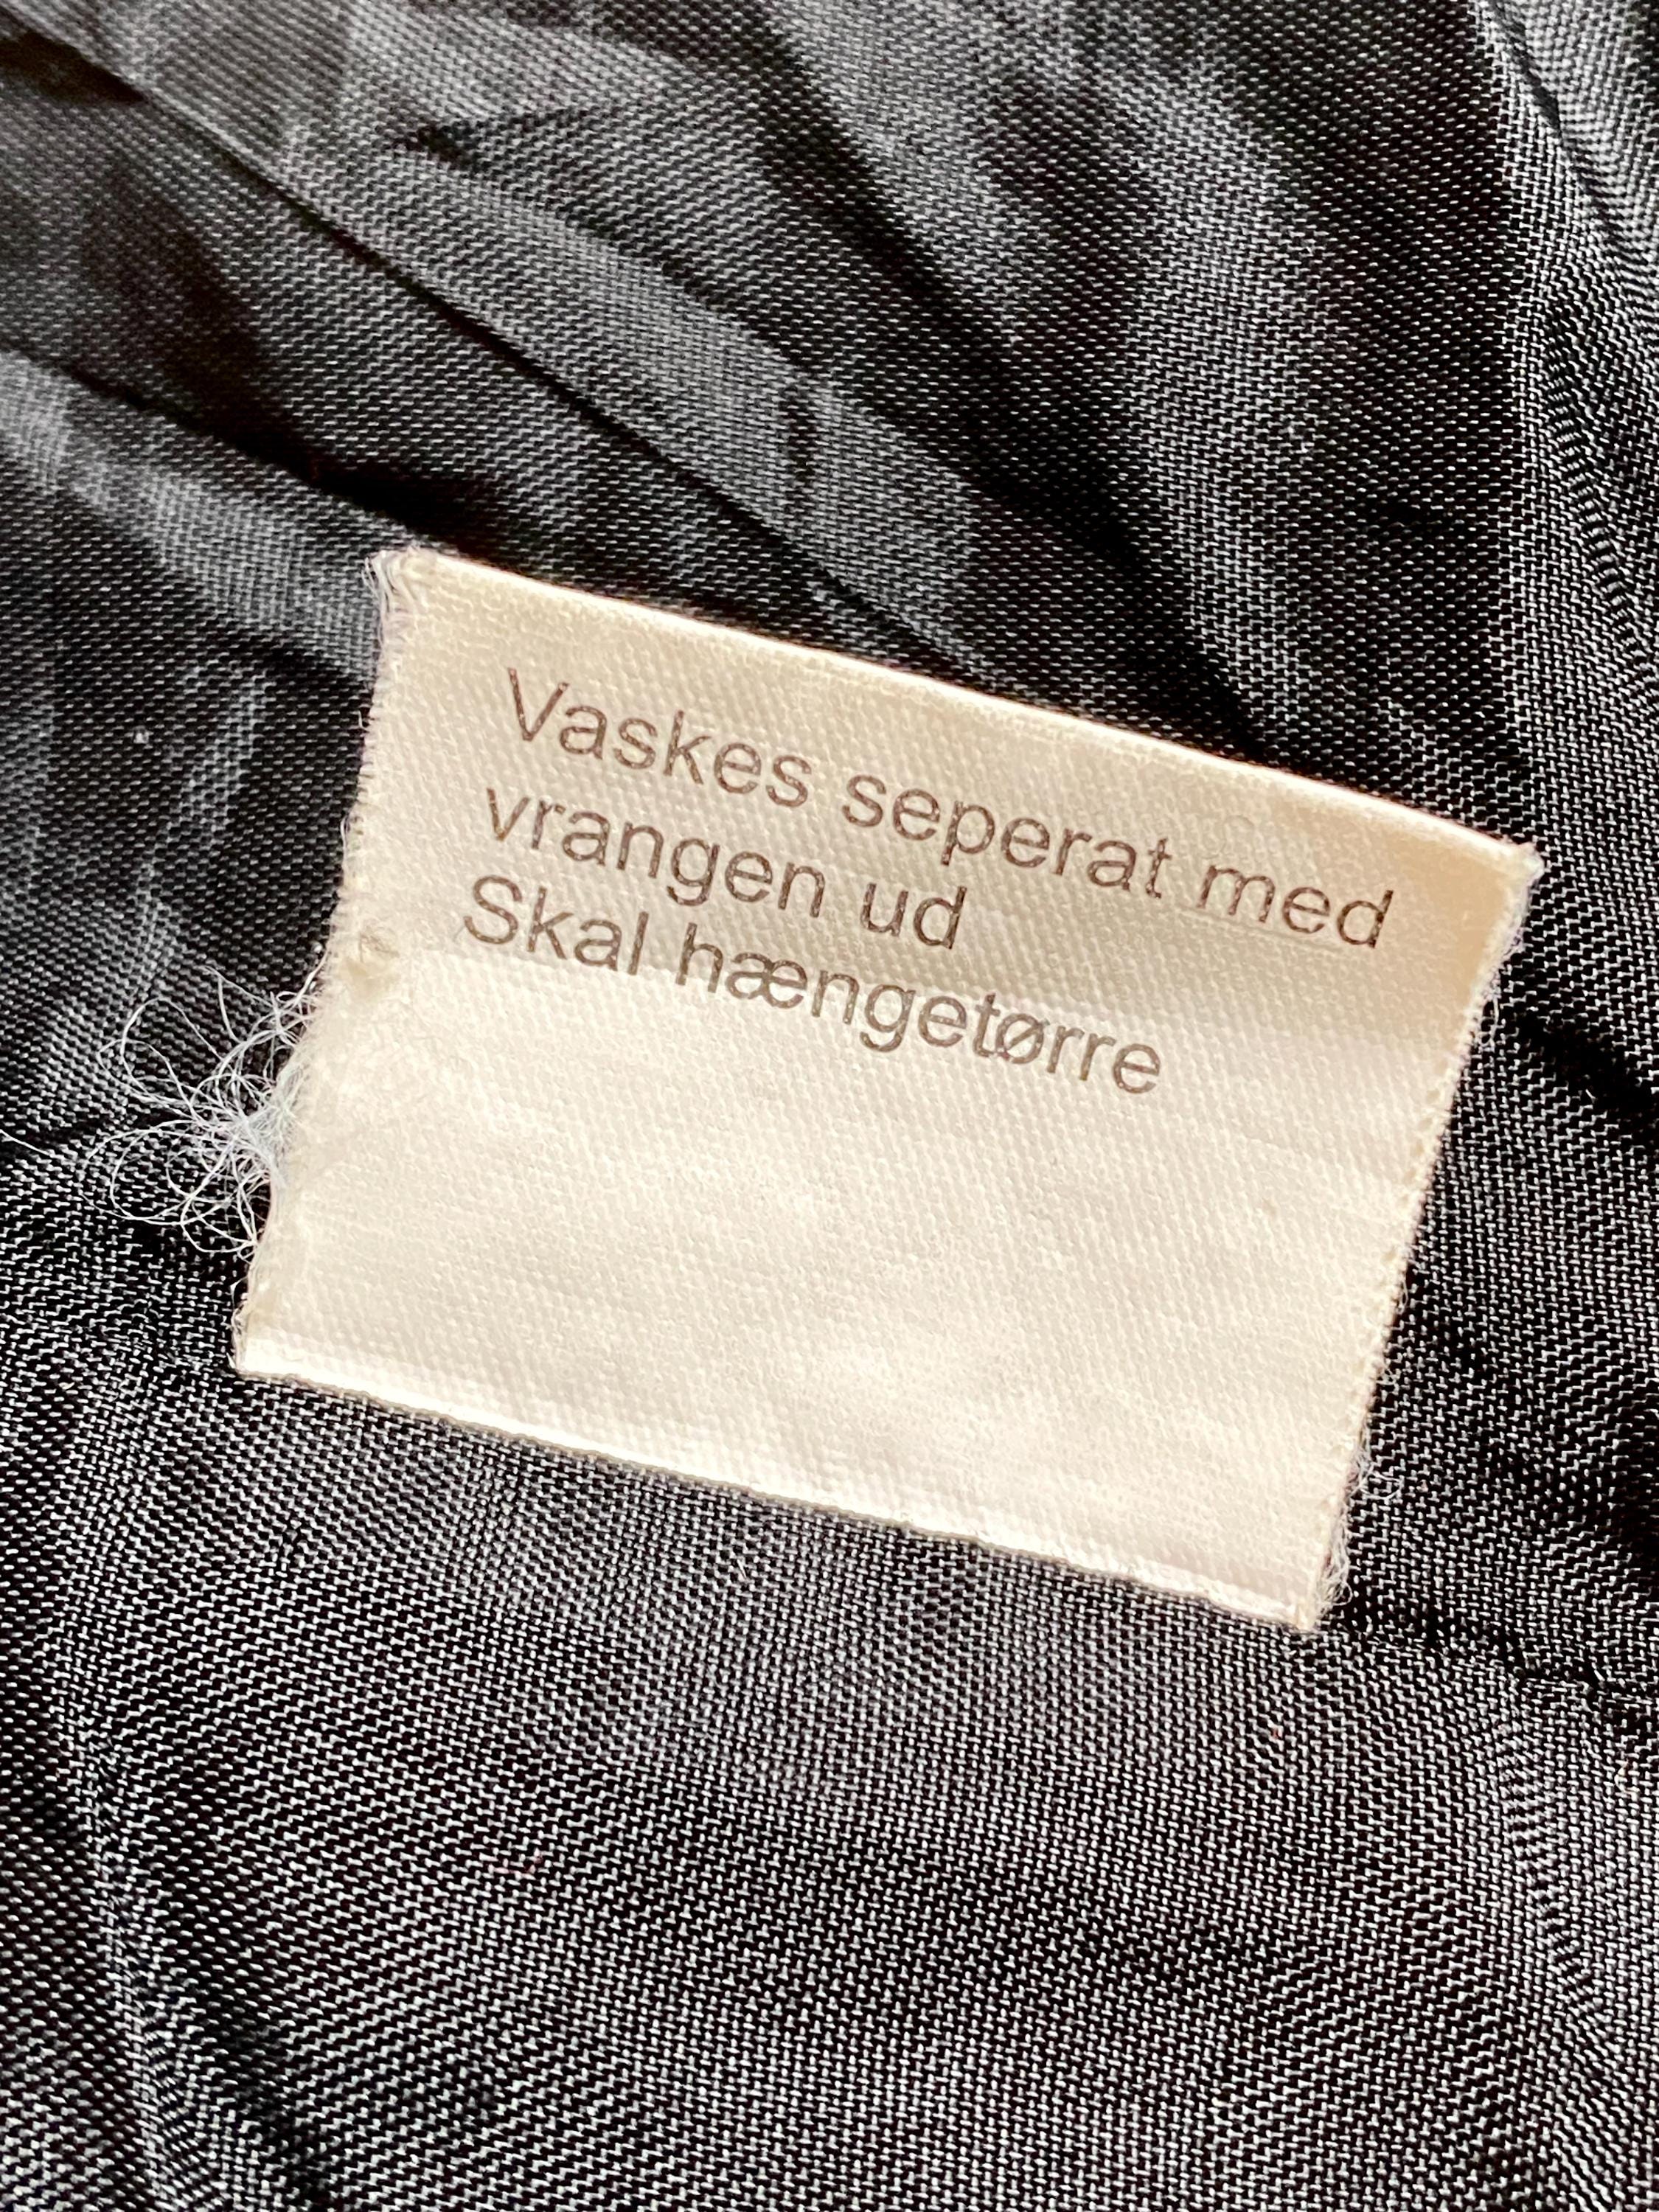 Vaskes seperat med
vrangen ud
Skal hængetørre